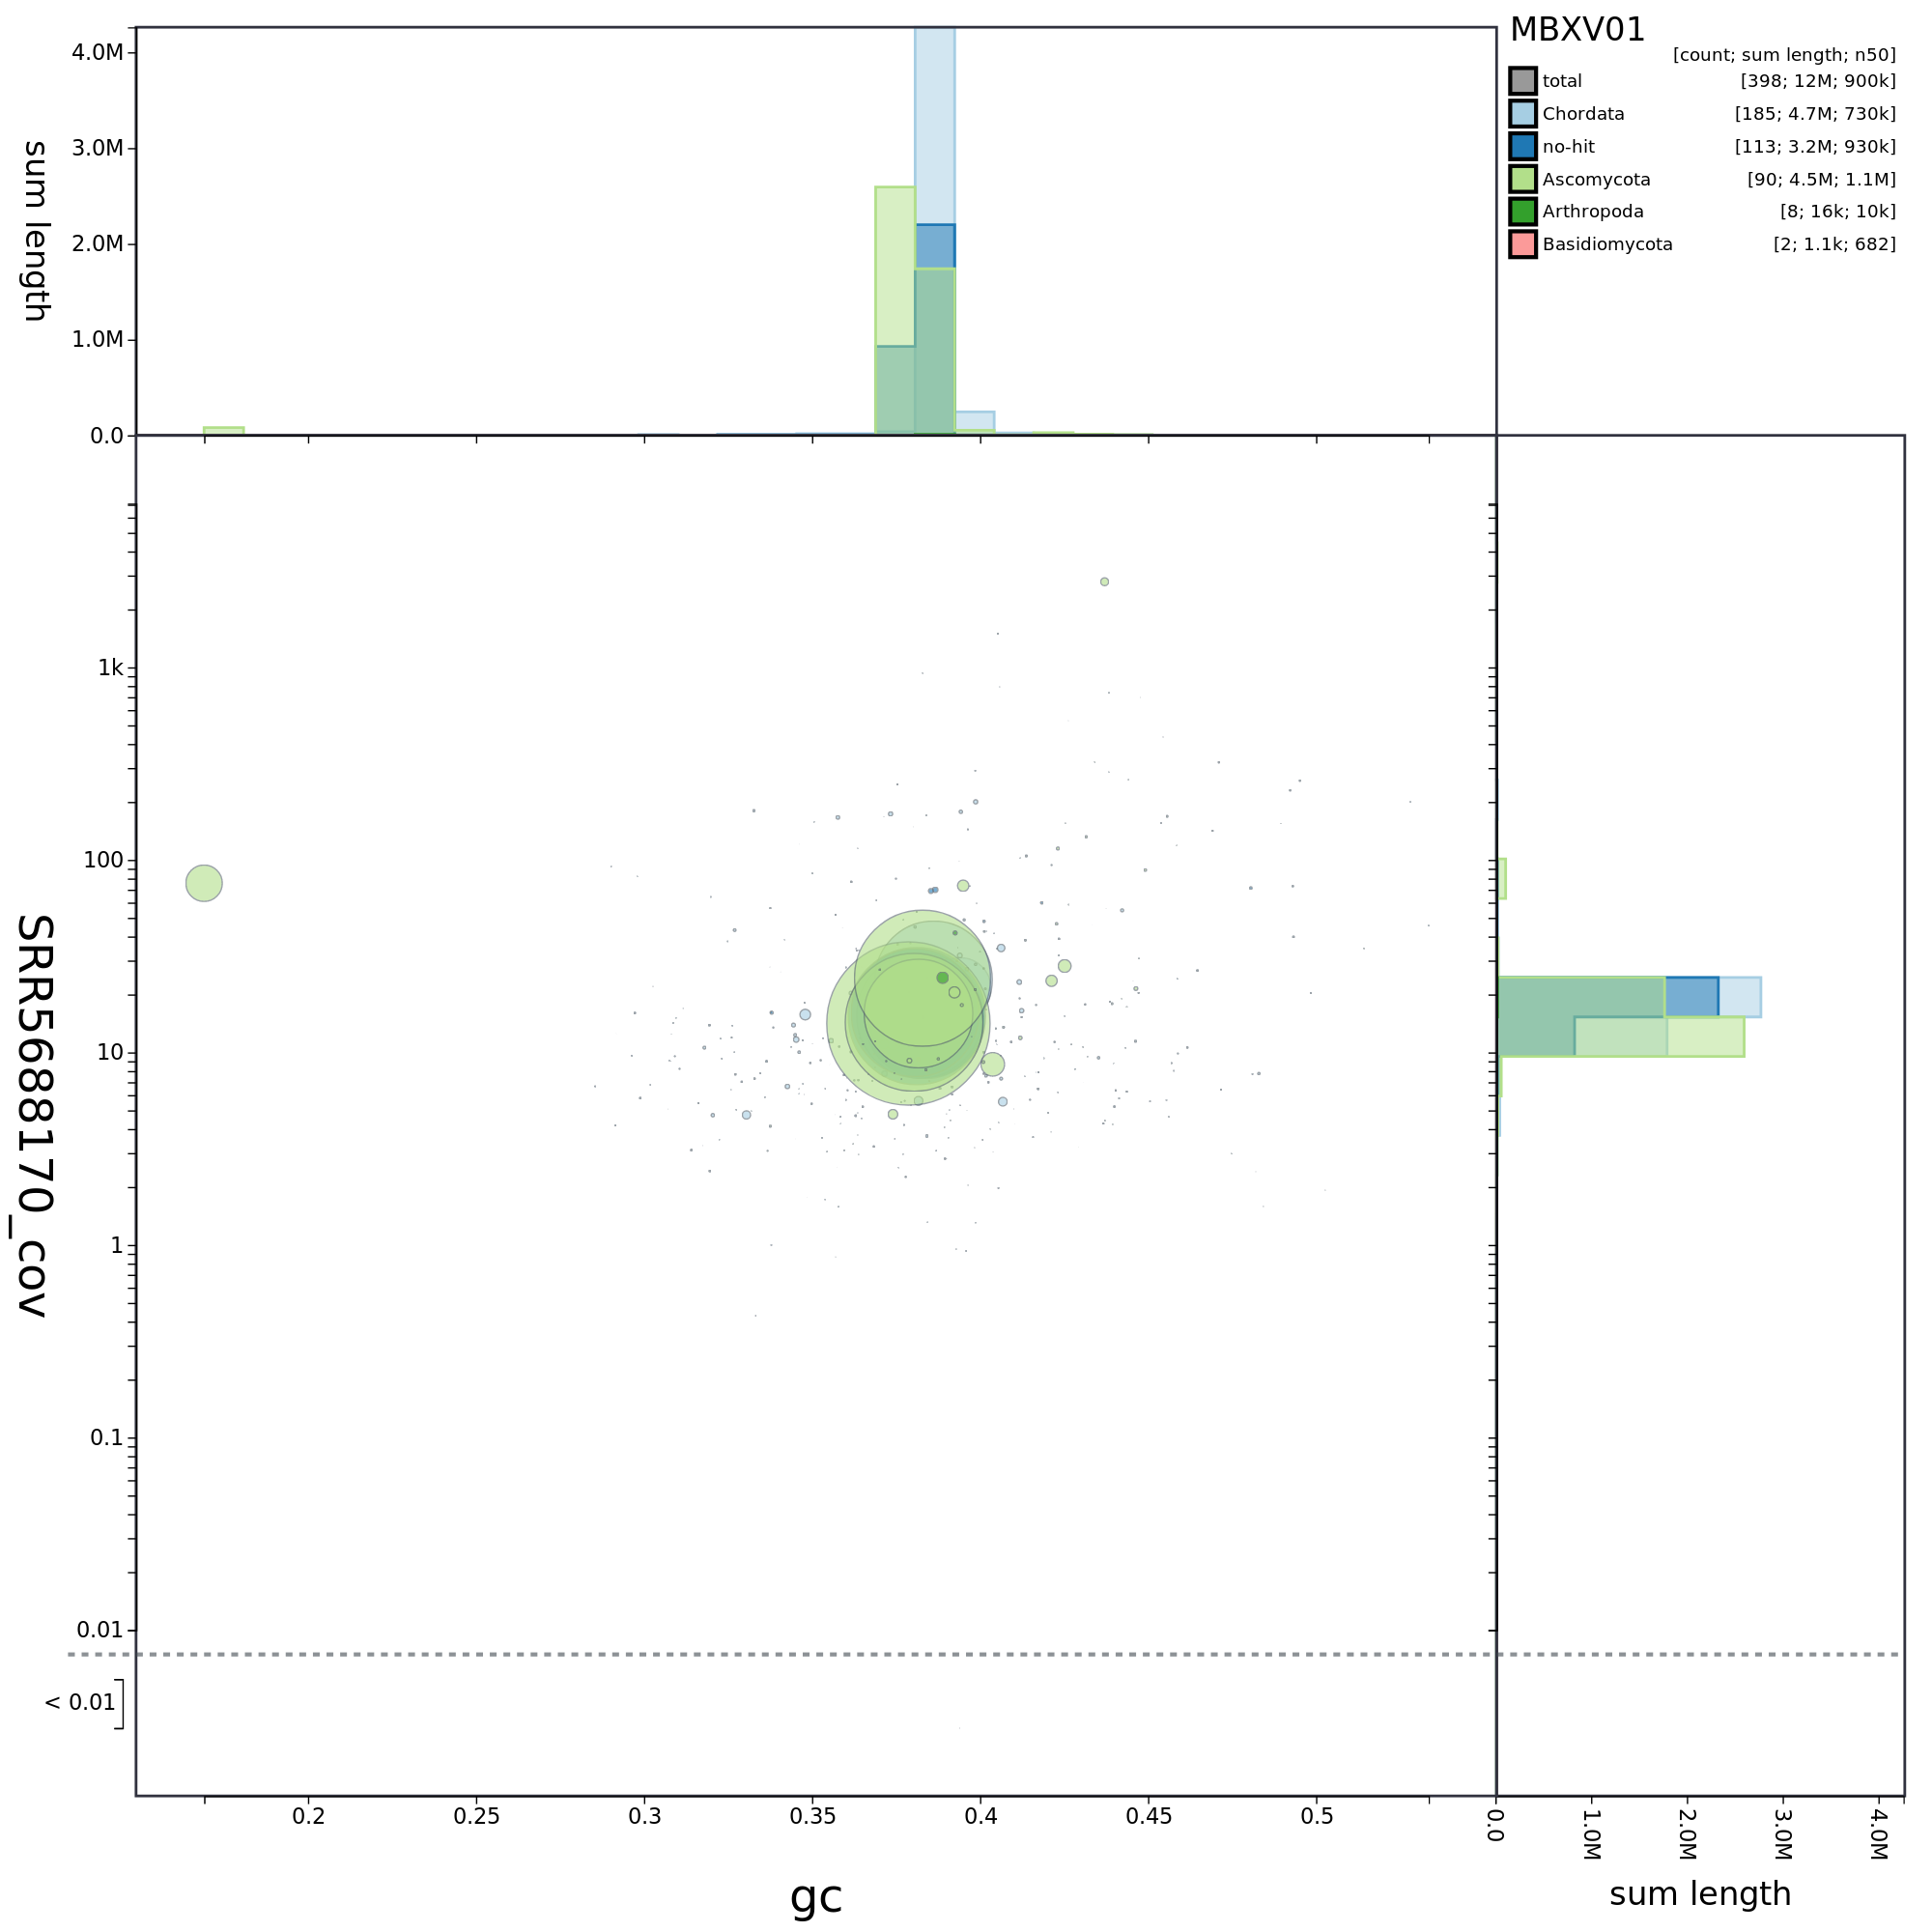 MBXV01
[count; sum length; n50]
total [398; 12M; 900k]
Chordata [185; 4.7M; 730k]
no-hit [113; 3.2M; 930k]
Ascomycota [90; 4.5M; 1.1M]
Arthropoda [8; 16k; 10k]
Basidiomycota [2; 1.1k; 682]
sum length
4.0M
3.0M
2.0M
1.0M
0.0
SRR5688170_cov
1k
100
10
1
0.1
0.01
< 0.01
0.2 0.25 0.3 0.35 0.4 0.45 0.5
gc
0.0 1.0M 2.0M 3.0M 4.0M
sum length